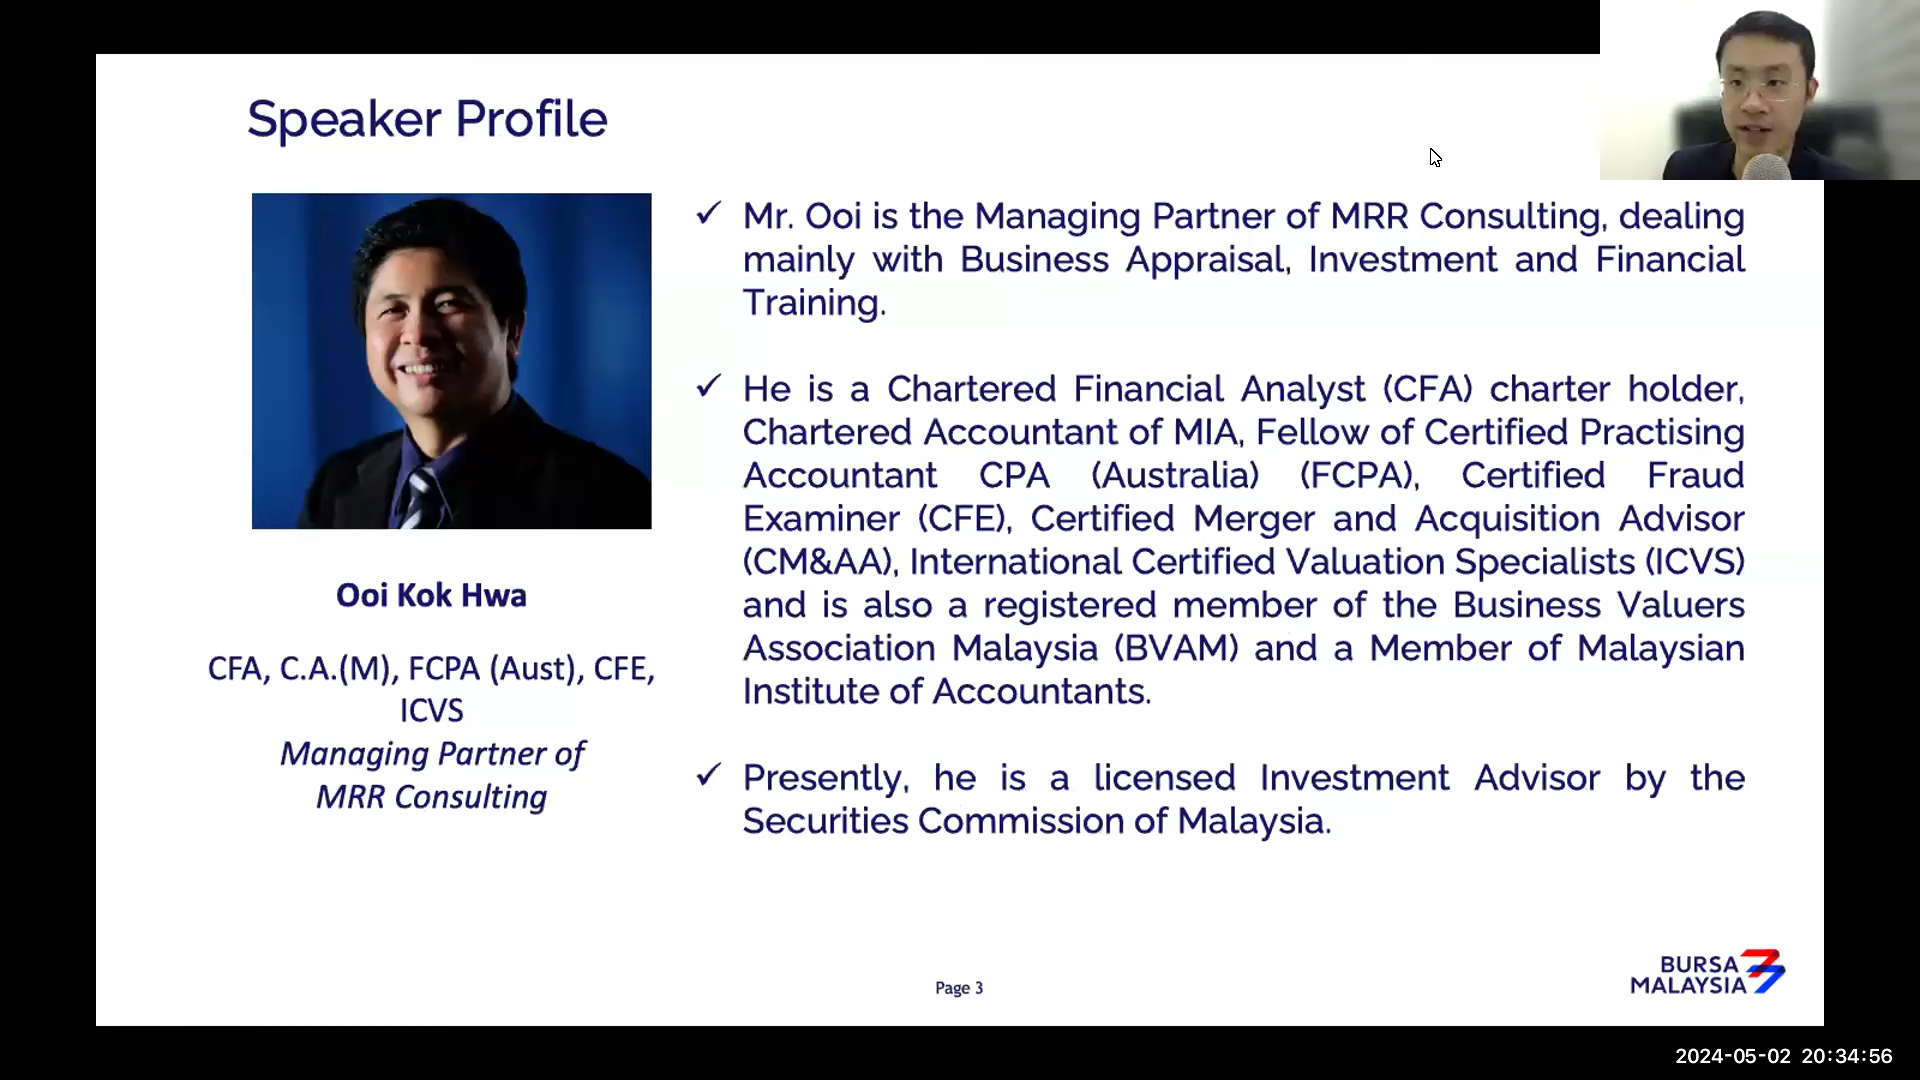 Speaker Profile
Ooi Kok Hwa
CFA, C.A.(M), FCPA (Aust), CFE,
ICVS
Managing Partner of
MRR Consulting
✓ Mr. Ooi is the Managing Partner of MRR Consulting, dealing
mainly with Business Appraisal, Investment and Financial
Training.
✓ He is a Chartered Financial Analyst (CFA) charter holder,
Chartered Accountant of MIA, Fellow of Certified Practising
Accountant CPA (Australia) (FCPA), Certified Fraud
Examiner (CFE), Certified Merger and Acquisition Advisor
(CM&AA), International Certified Valuation Specialists (ICVS)
and is also a registered member of the Business Valuers
Association Malaysia (BVAM) and a Member of Malaysian
Institute of Accountants.
✓ Presently, he is a licensed Investment Advisor by the
Securities Commission of Malaysia.
Page 3
BURSA
MALAYSIA
2024-05-02 20:34:56